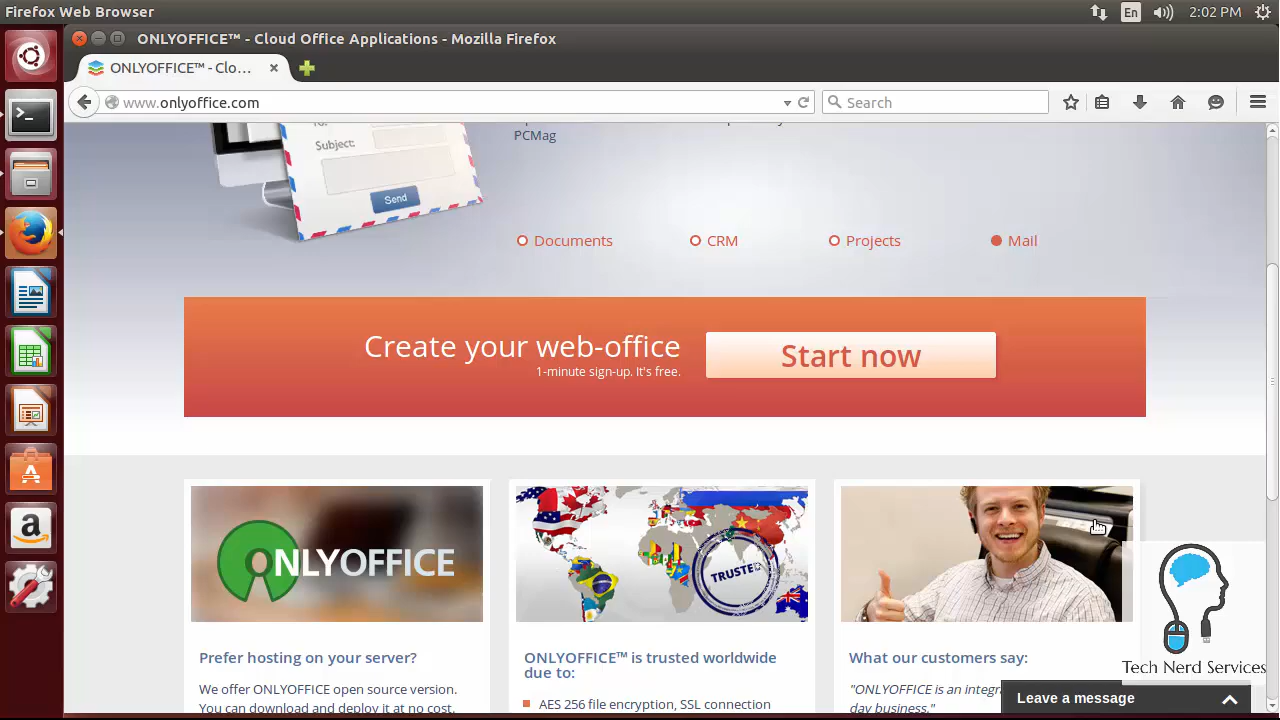 Firefox Web Browser
En
2:02 PM
ONLYOFFICE™ - Cloud Office Applications - Mozilla Firefox
ONLYOFFICE™ - Clo...
www.onlyoffice.com
Search
PCMag
Subject:
Send
Documents
CRM
Projects
Mail
Create your web-office
Start now
1-minute sign-up. It's free.
ONLYOFFICE
TRUSTED
Prefer hosting on your server?
We offer ONLYOFFICE open source version.
You can download and deploy it at no cost.
ONLYOFFICE™ is trusted worldwide
due to:
AES 256 file encryption, SSL connection
What our customers say:
"ONLYOFFICE is an integ
day business."
Tech Nerd Services
Leave a message